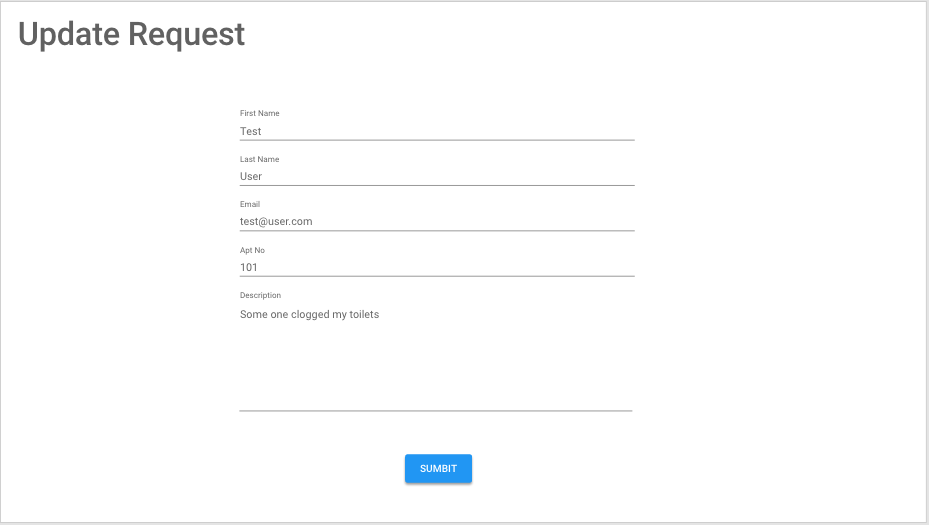 Update Request
First Name
Test
Last Name
User
Email
test@user.com
Apt No
101
Description
Some one clogged my toilets
SUMBIT